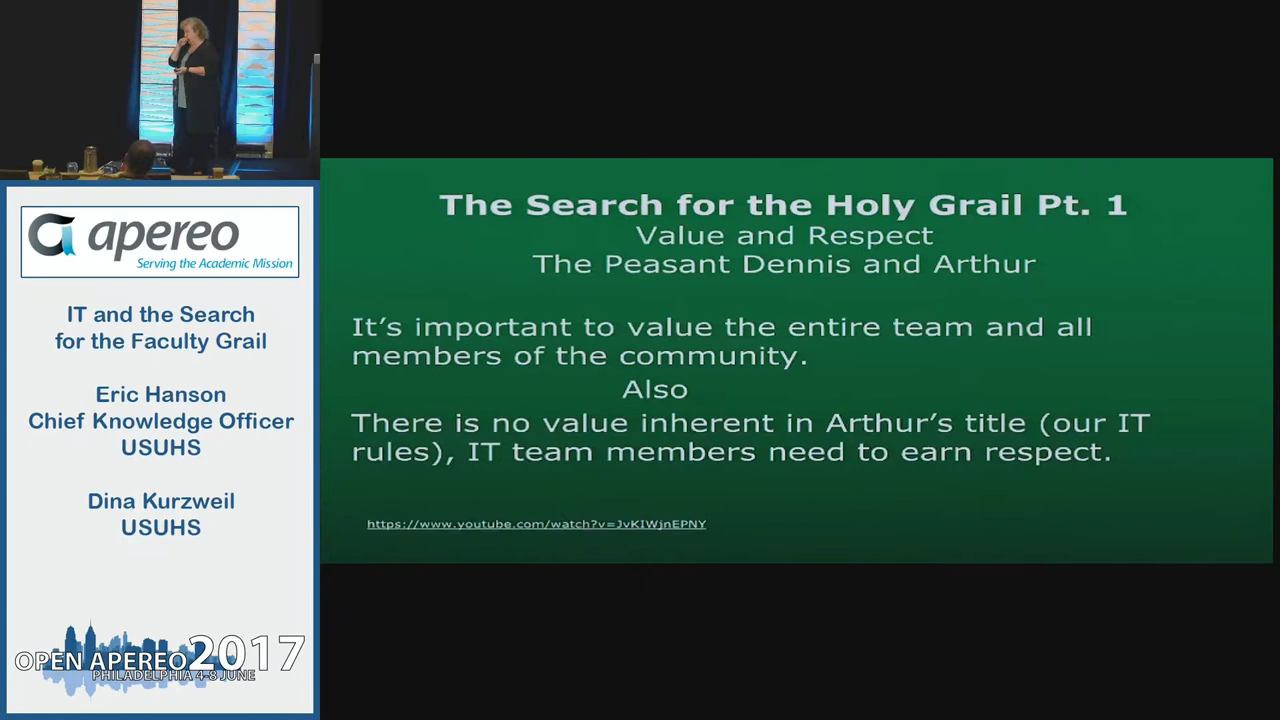 apereo
Serving the Academic Mission
IT and the Search
for the Faculty Grail
Eric Hanson
Chief Knowledge Officer
USUHS
Dina Kurzweil
USUHS
OPEN APEREO 2017
PHILADELPHIA 4-8 JUNE
The Search for the Holy Grail Pt. 1
Value and Respect
The Peasant Dennis and Arthur
It’s important to value the entire team and all
members of the community.
Also
There is no value inherent in Arthur’s title (our IT
rules), IT team members need to earn respect.
https://www.youtube.com/watch?v=JvKIWjnEPNY